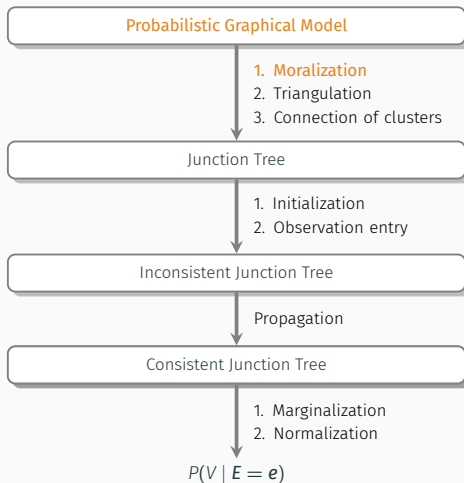 Probabilistic Graphical Model
1. Moralization
2. Triangulation
3. Connection of clusters
Junction Tree
1. Initialization
2. Observation entry
Inconsistent Junction Tree
Propagation
Consistent Junction Tree
1. Marginalization
2. Normalization
P(V | E = e)